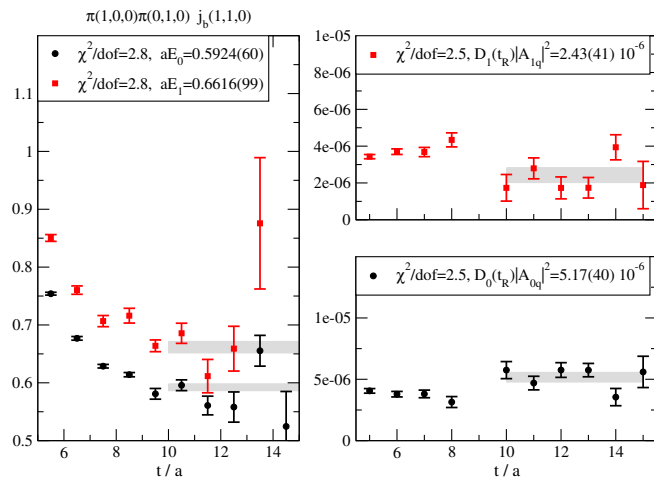 π(1,0,0)π(0,1,0) j_b(1,1,0)
χ²/dof=2.8, aE₀=0.5924(60)
χ²/dof=2.8, aE₁=0.6616(99)
1.1
1
0.9
0.8
0.7
0.6
0.5
6 8 10 12 14
t / a
χ²/dof=2.5, D₁(t_R)|A_{1q}|²=2.43(41) 10⁻⁶
1e-05
8e-06
6e-06
4e-06
2e-06
0
χ²/dof=2.5, D₀(t_R)|A_{0q}|²=5.17(40) 10⁻⁶
1e-05
5e-06
0
6 8 10 12 14
t / a